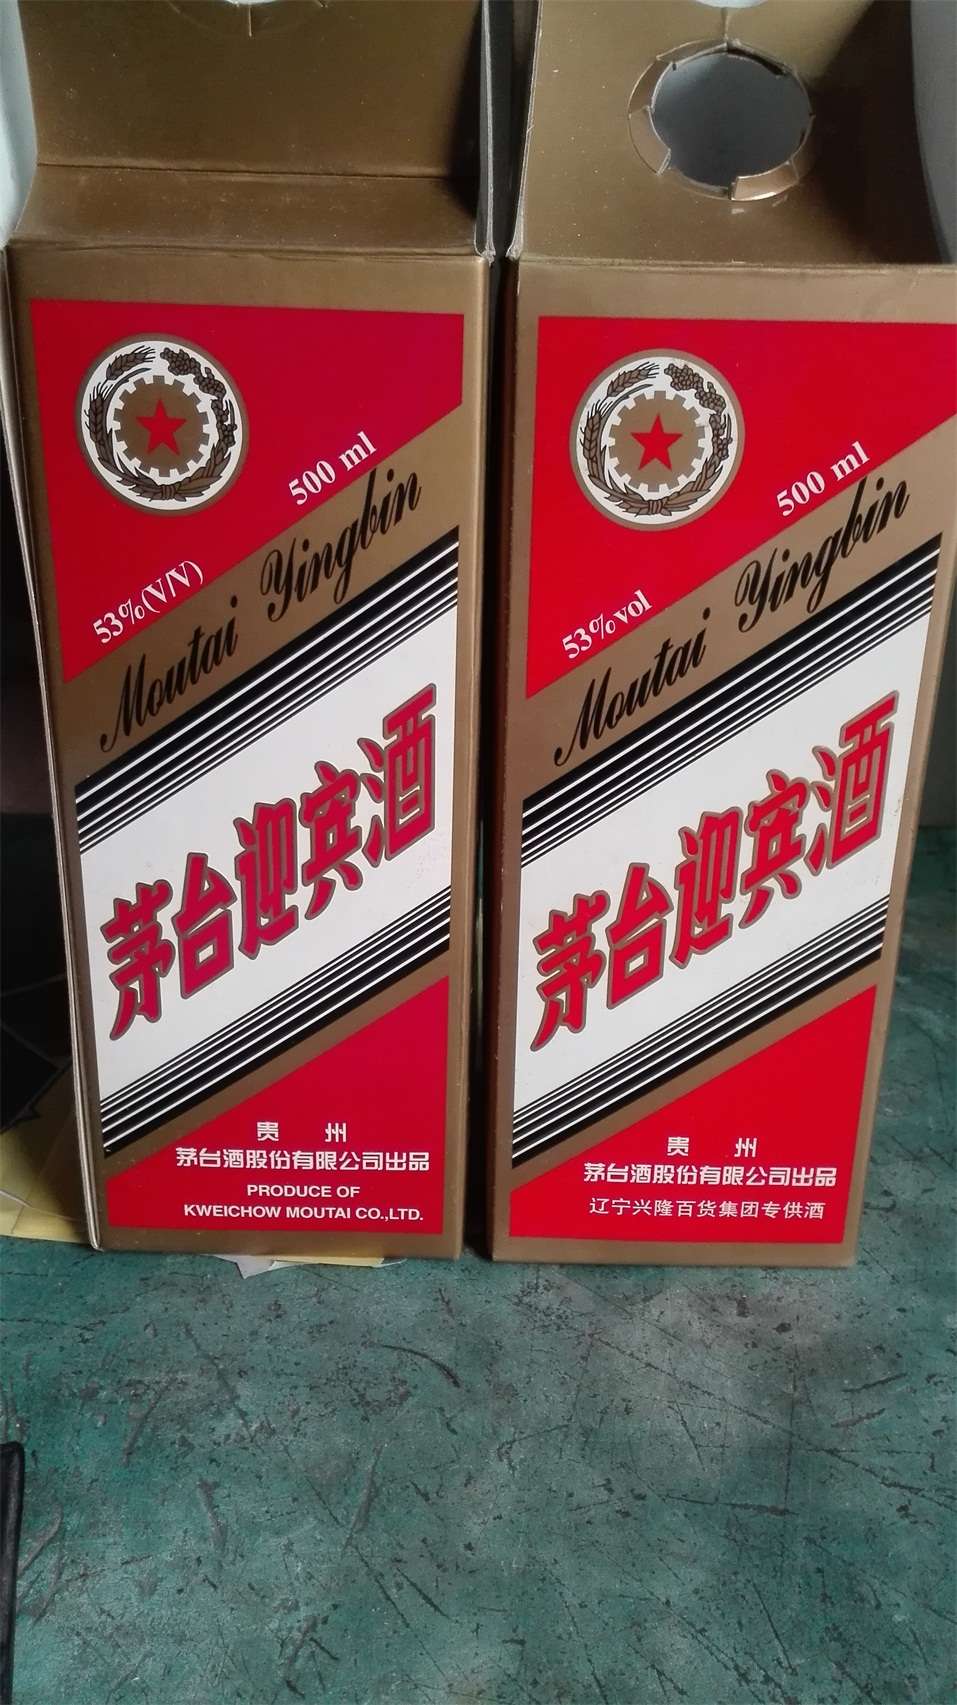 500 ml
53%(V/V)
Moutai Yingbin
茅台迎宾酒
贵 州
茅台酒股份有限公司出品
PRODUCE OF
KWEICHOW MOUTAI CO.,LTD.
500 ml
53%vol
Moutai Yingbin
茅台迎宾酒
贵 州
茅台酒股份有限公司出品
辽宁兴隆百货集团专供酒